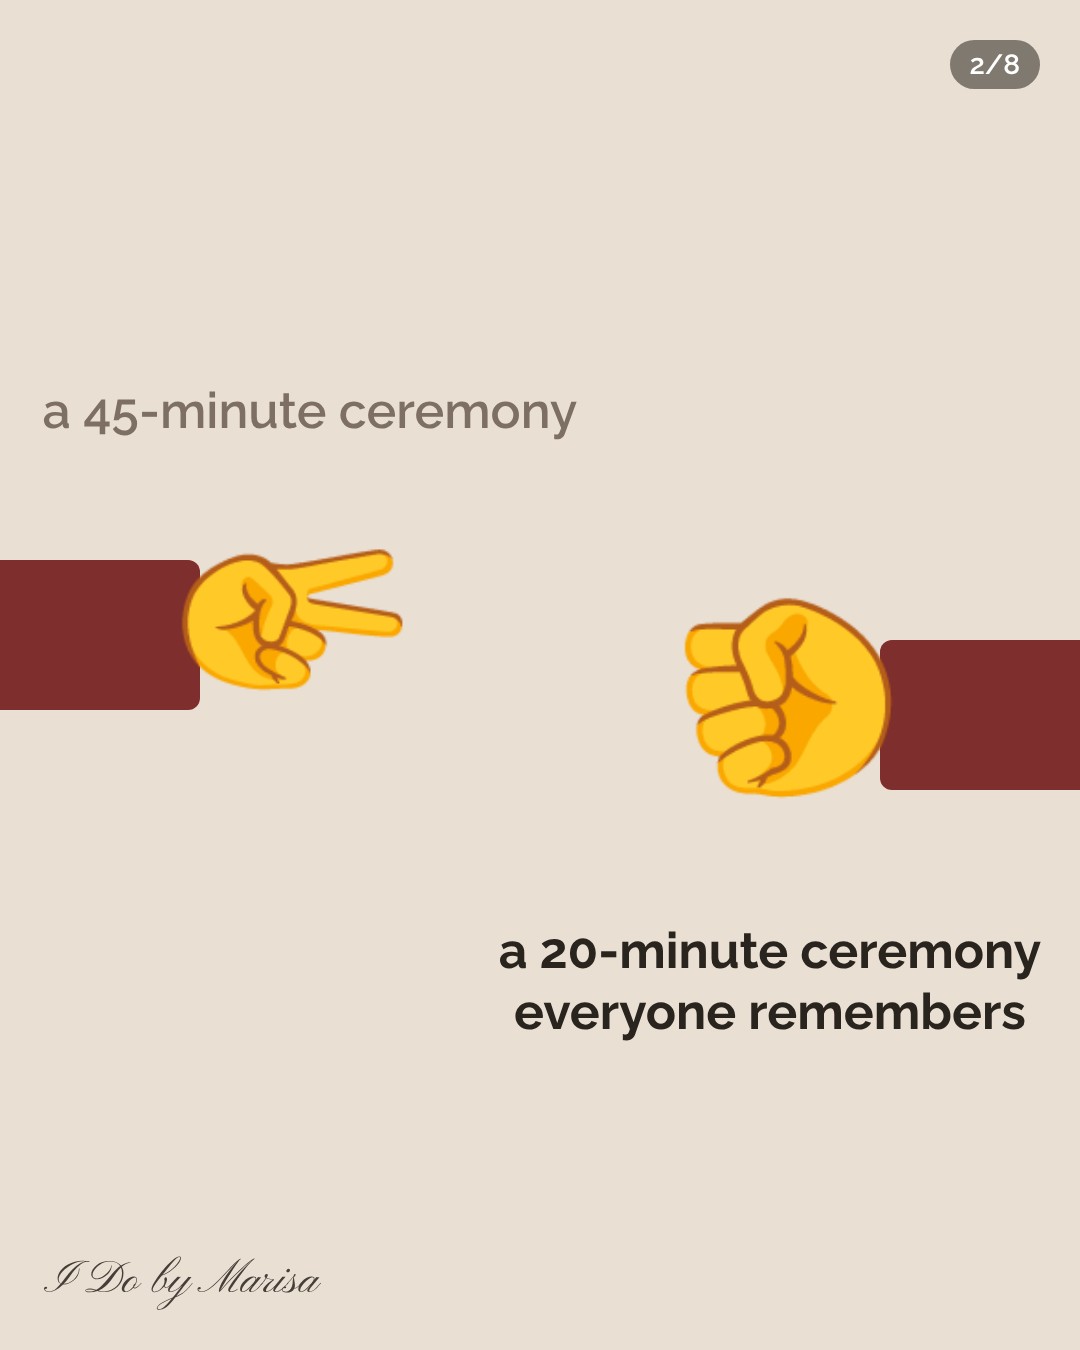 2/8
a 45-minute ceremony
a 20-minute ceremony
everyone remembers
I Do by Marisa